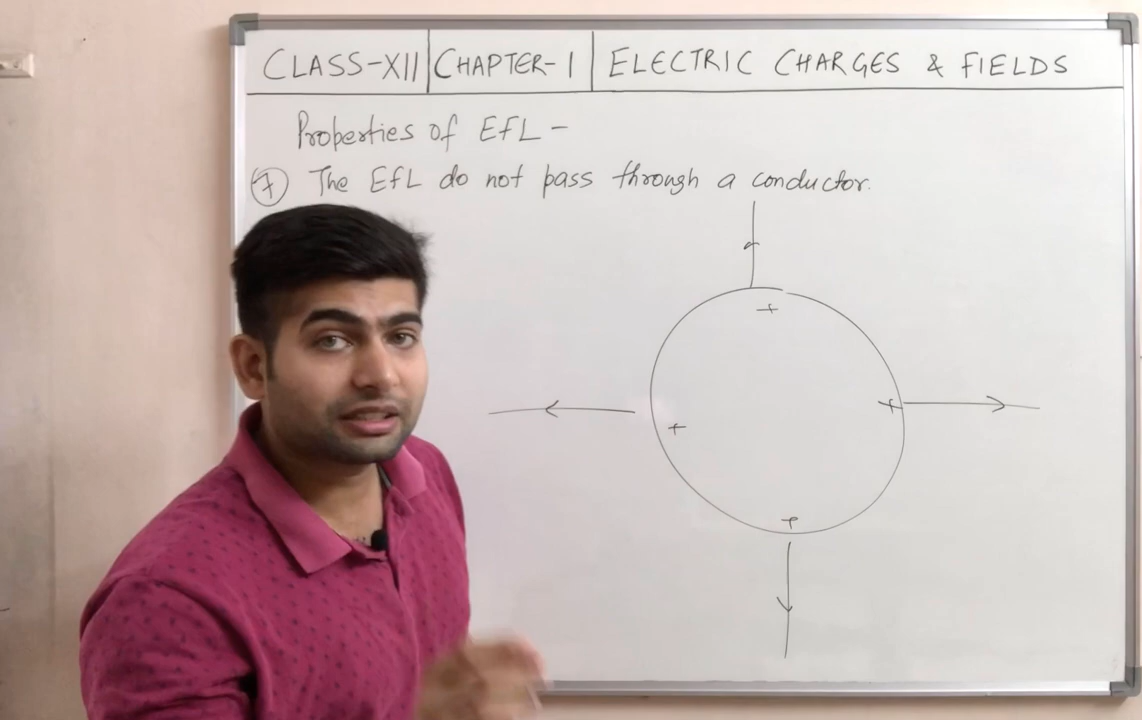 CLASS-XII CHAPTER-1 ELECTRIC CHARGES & FIELDS
Properties of EFL -
7 The EFL do not pass through a conductor.
+
+
+
+